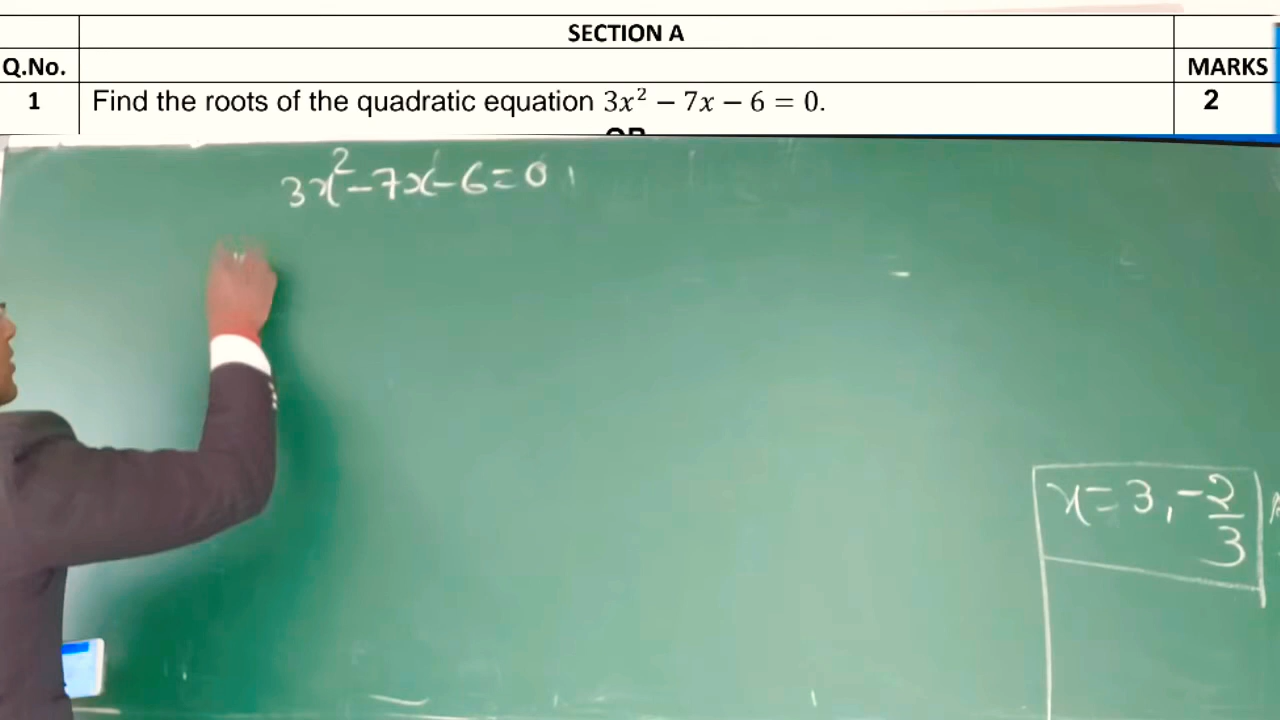 SECTION A
Q.No. MARKS
1 Find the roots of the quadratic equation 3x² − 7x − 6 = 0. 2
3x²-7x-6=0
x=3,-2/3